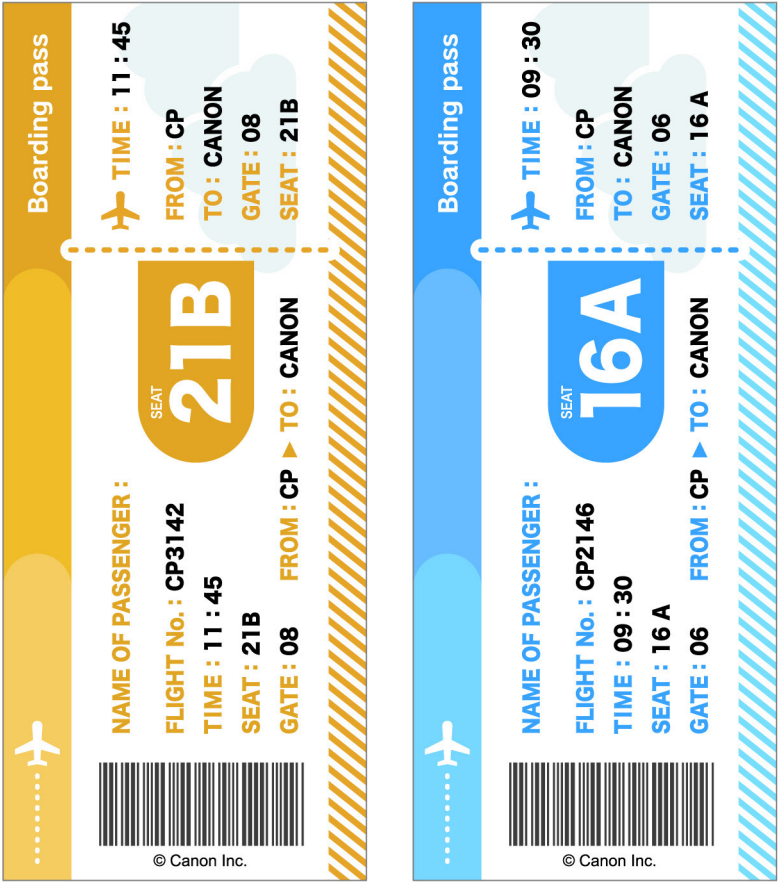 Boarding pass
TIME : 11 : 45
FROM : CP
TO : CANON
GATE : 08
SEAT : 21B
SEAT
21B
NAME OF PASSENGER :
FLIGHT No. : CP3142
TIME : 11 : 45
SEAT : 21B
GATE : 08
FROM : CP ▶ TO : CANON
© Canon Inc.
Boarding pass
TIME : 09 : 30
FROM : CP
TO : CANON
GATE : 06
SEAT : 16 A
SEAT
16A
NAME OF PASSENGER :
FLIGHT No. : CP2146
TIME : 09 : 30
SEAT : 16 A
GATE : 06
FROM : CP ▶ TO : CANON
© Canon Inc.